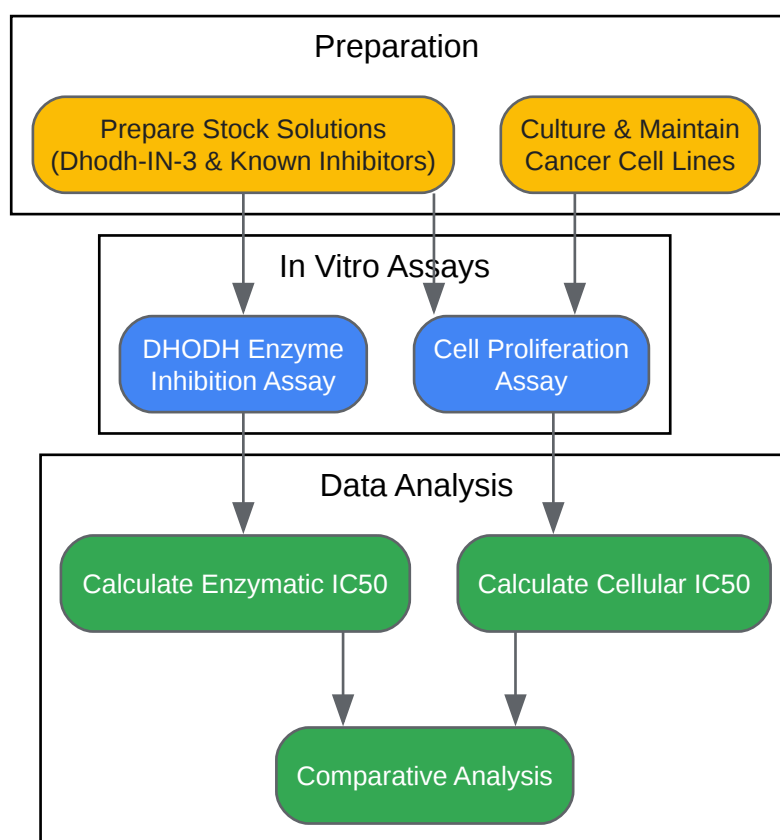 Preparation
Prepare Stock Solutions
(Dhodh-IN-3 & Known Inhibitors)
Culture & Maintain
Cancer Cell Lines
In Vitro Assays
DHODH Enzyme
Inhibition Assay
Cell Proliferation
Assay
Data Analysis
Calculate Enzymatic IC50
Calculate Cellular IC50
Comparative Analysis